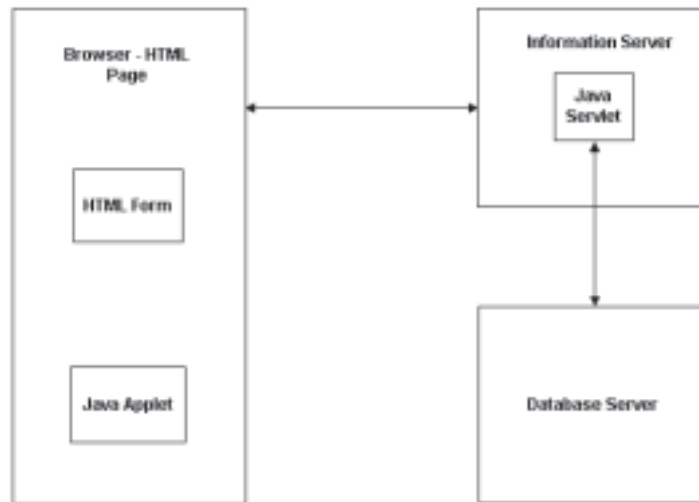 Browser - HTML
Page
HTML Form
Java Applet
Information Server
Java
Servlet
Database Server